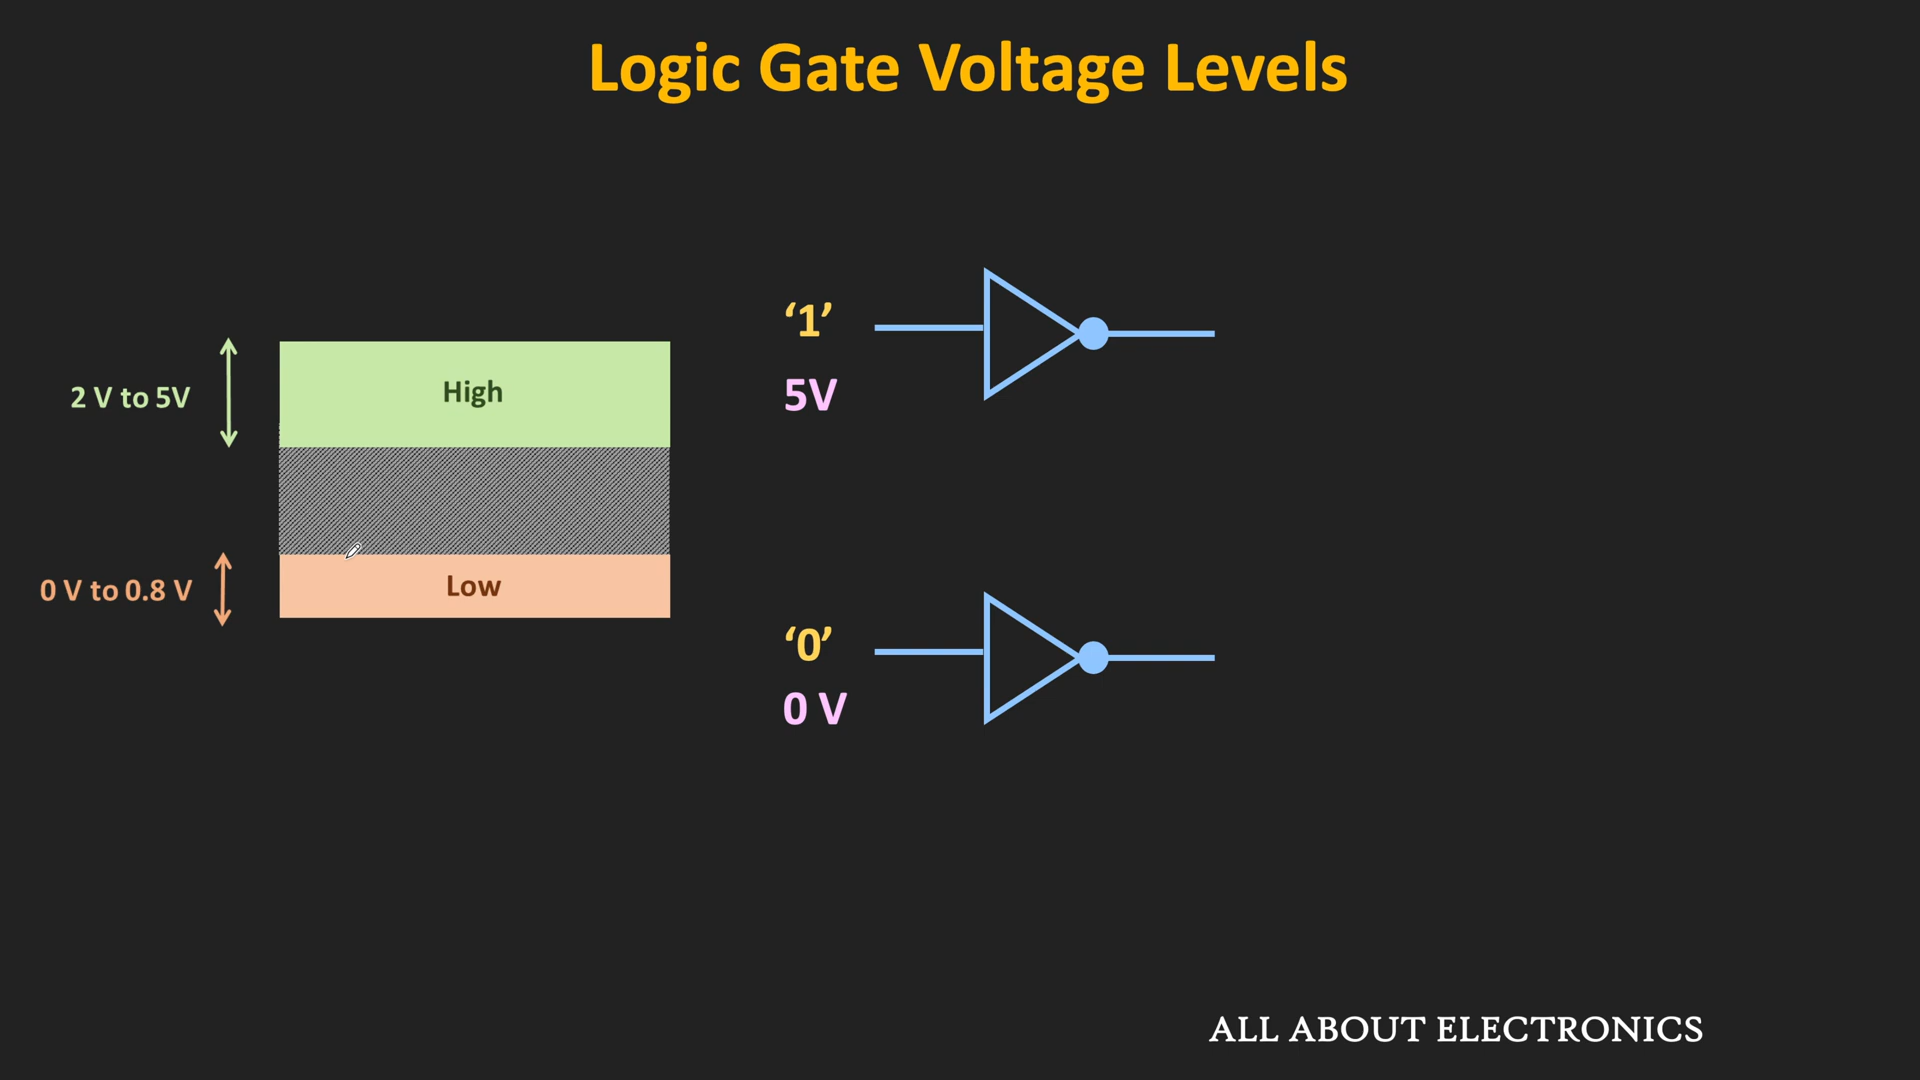 Logic Gate Voltage Levels
2 V to 5V
High
0 V to 0.8 V
Low
‘1’
5V
‘0’
0 V
ALL ABOUT ELECTRONICS